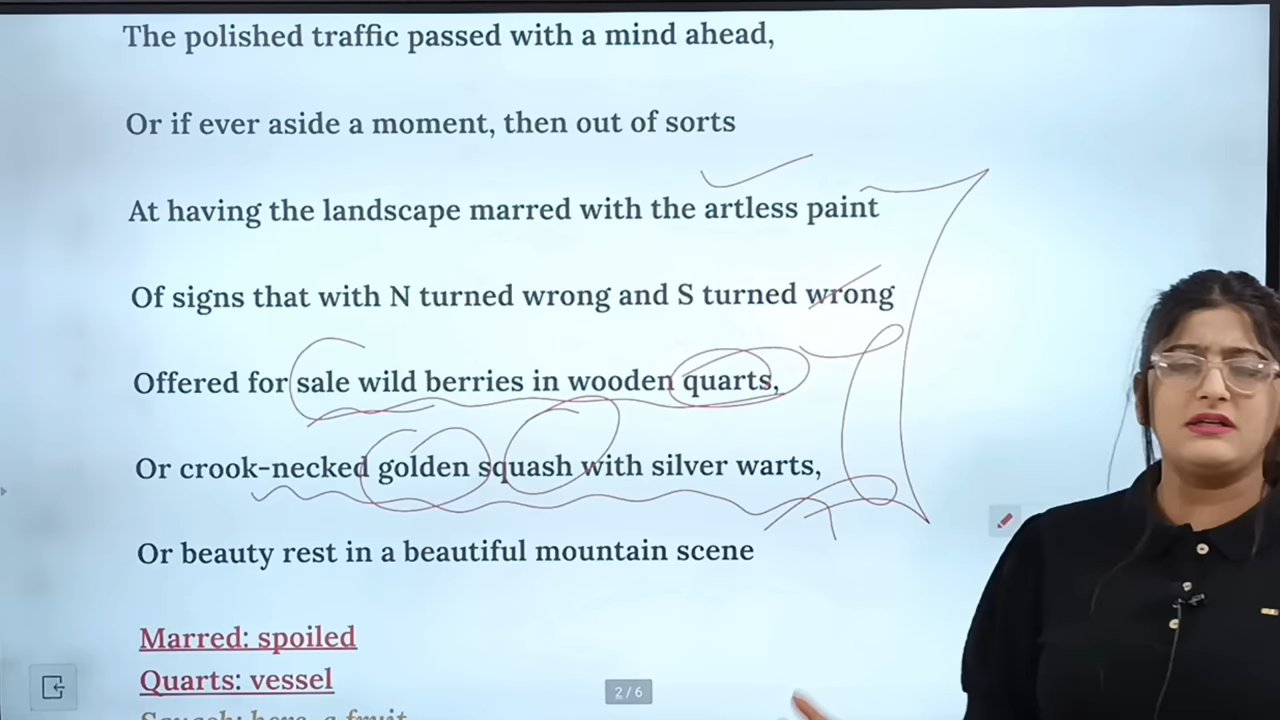 The polished traffic passed with a mind ahead,
Or if ever aside a moment, then out of sorts
At having the landscape marred with the artless paint
Of signs that with N turned wrong and S turned wrong
Offered for sale wild berries in wooden quarts,
Or crook-necked golden squash with silver warts,
Or beauty rest in a beautiful mountain scene
Marred: spoiled
Quarts: vessel
Squash: here, a fruit
2/6